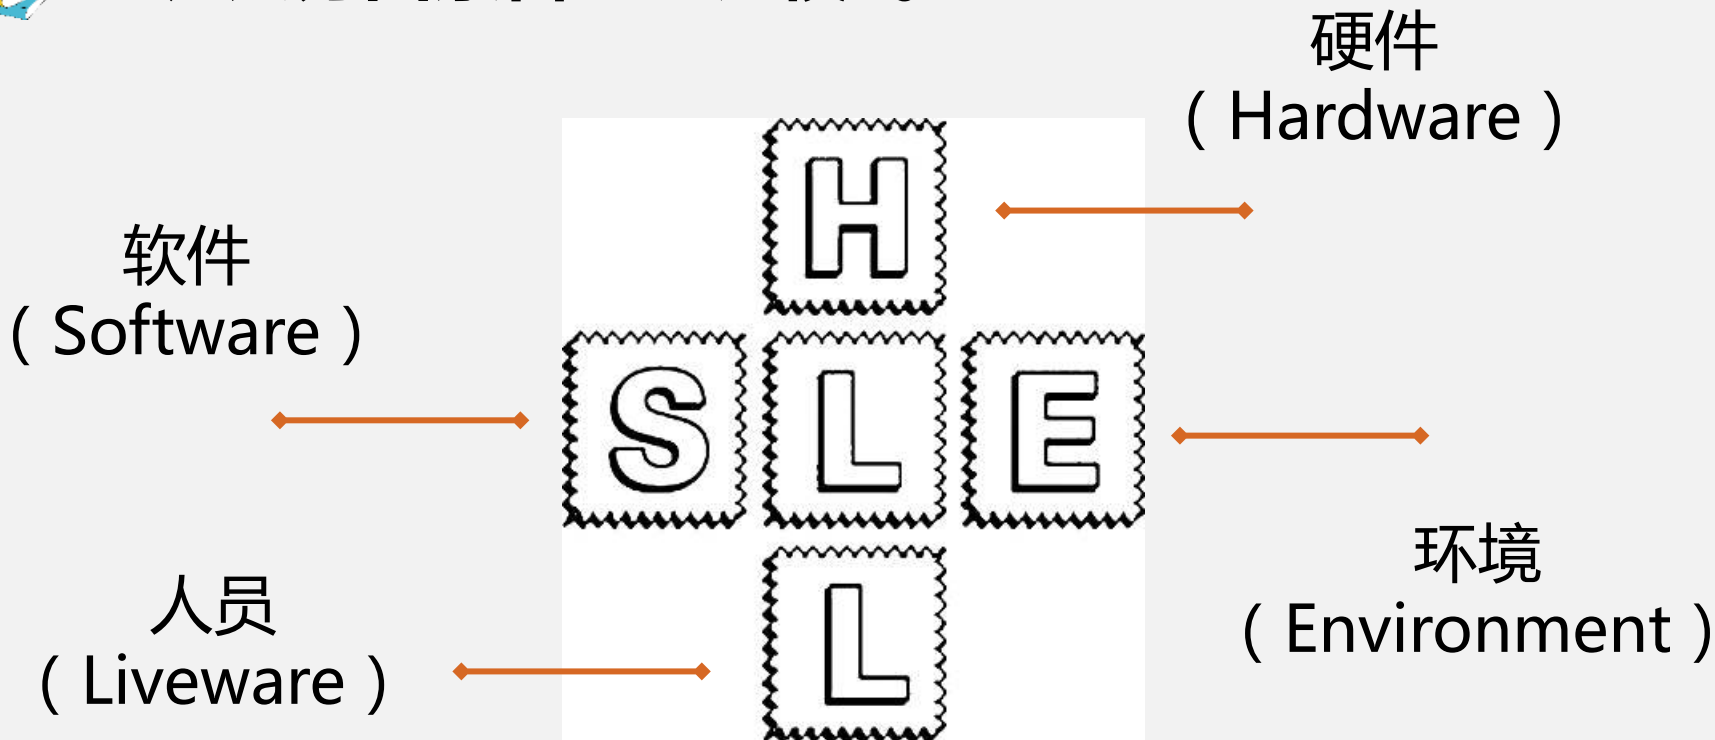 硬件
（Hardware）
H
软件
（Software）
S L E
环境
（Environment）
人员
（Liveware）
L